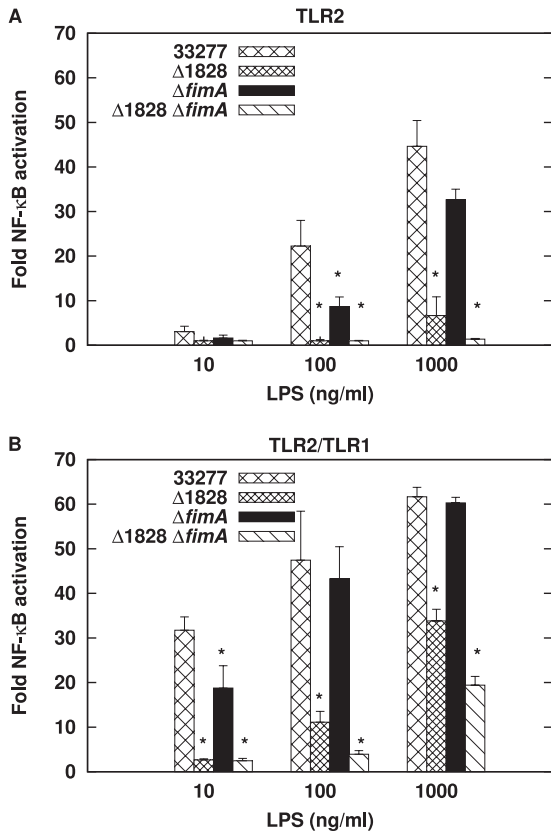 A
TLR2
70
60
50
40
30
20
10
0
Fold NF-κB activation
33277
Δ1828
ΔfimA
Δ1828 ΔfimA
* * *
* *
10 100 1000
LPS (ng/ml)
B
TLR2/TLR1
70
60
50
40
30
20
10
0
Fold NF-κB activation
33277
Δ1828
ΔfimA
Δ1828 ΔfimA
* * *
* *
* *
10 100 1000
LPS (ng/ml)